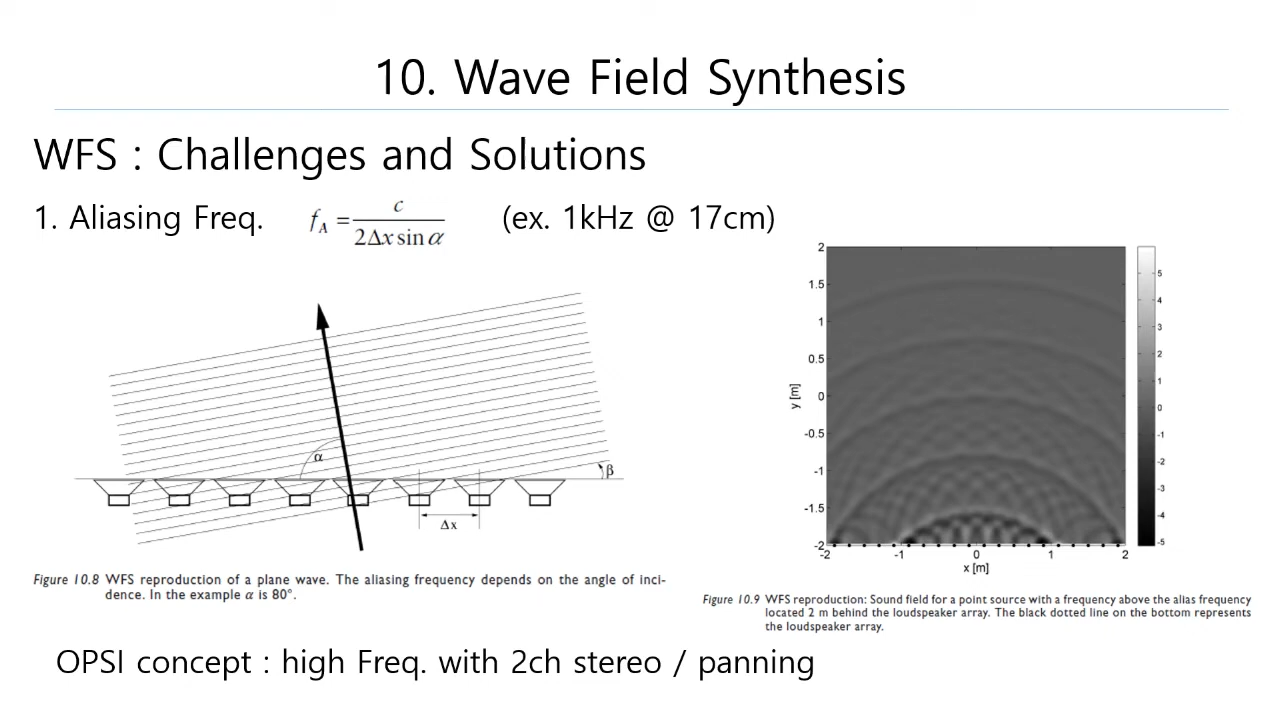 10. Wave Field Synthesis
WFS : Challenges and Solutions
1. Aliasing Freq. f_A = c / (2Δx sin α) (ex. 1kHz @ 17cm)
α
β
Δx
Figure 10.8 WFS reproduction of a plane wave. The aliasing frequency depends on the angle of inci-
dence. In the example α is 80°.
2
1.5
1
0.5
0
-0.5
-1
-1.5
-2
y [m]
-2 -1 0 1 2
x [m]
5
4
3
2
1
0
-1
-2
-3
-4
-5
Figure 10.9 WFS reproduction: Sound field for a point source with a frequency above the alias frequency
located 2 m behind the loudspeaker array. The black dotted line on the bottom represents
the loudspeaker array.
OPSI concept : high Freq. with 2ch stereo / panning